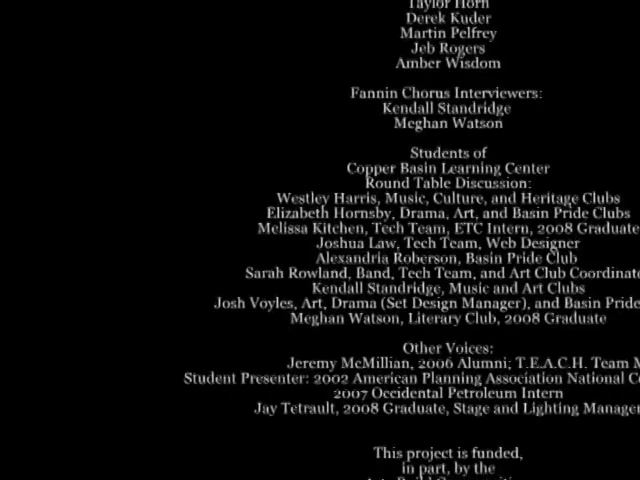 Taylor Horn
Derek Kuder
Martin Pelfrey
Jeb Rogers
Amber Wisdom
Fannin Chorus Interviewers:
Kendall Standridge
Meghan Watson
Students of
Copper Basin Learning Center
Round Table Discussion:
Westley Harris, Music, Culture, and Heritage Clubs
Elizabeth Hornsby, Drama, Art, and Basin Pride Clubs
Melissa Kitchen, Tech Team, ETC Intern, 2008 Graduate
Joshua Law, Tech Team, Web Designer
Alexandria Roberson, Basin Pride Club
Sarah Rowland, Band, Tech Team, and Art Club Coordinato
Kendall Standridge, Music and Art Clubs
Josh Voyles, Art, Drama (Set Design Manager), and Basin Pride
Meghan Watson, Literary Club, 2008 Graduate
Other Voices:
Jeremy McMillian, 2006 Alumni; T.E.A.C.H. Team M
Student Presenter: 2002 American Planning Association National Co
2007 Occidental Petroleum Intern
Jay Tetrault, 2008 Graduate, Stage and Lighting Manager
This project is funded,
in part, by the